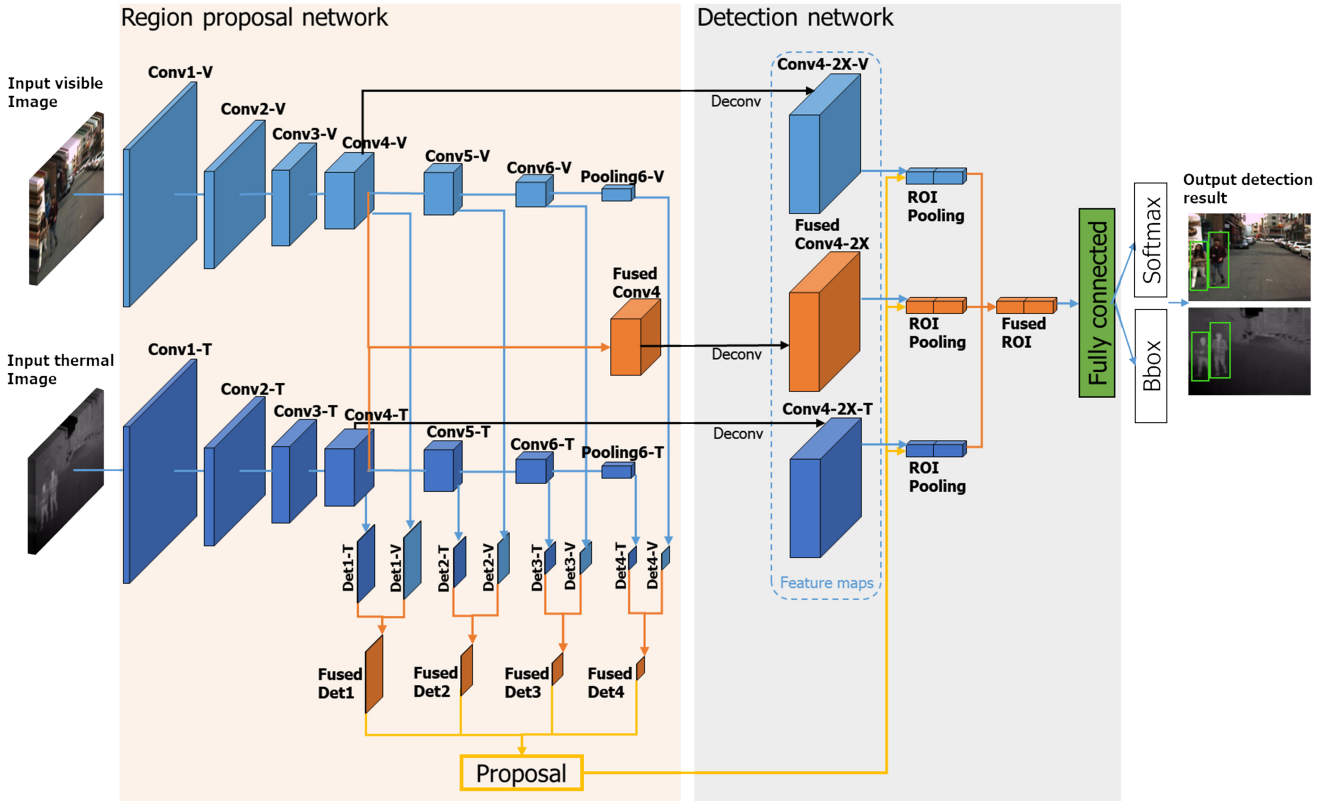 Region proposal network
Detection network
Input visible
Image
Conv1-V
Conv2-V
Conv3-V
Conv4-V
Conv5-V
Conv6-V
Pooling6-V
Deconv
Conv4-2X-V
ROI
Pooling
Fused
Conv4
Deconv
Fused
Conv4-2X
ROI
Pooling
Fused
ROI
Fully connected
Softmax
Bbox
Output detection
result
Input thermal
Image
Conv1-T
Conv2-T
Conv3-T
Conv4-T
Conv5-T
Conv6-T
Pooling6-T
Deconv
Conv4-2X-T
ROI
Pooling
Feature maps
Det1-T
Det1-V
Det2-T
Det2-V
Det3-T
Det3-V
Det4-T
Det4-V
Fused
Det1
Fused
Det2
Fused
Det3
Fused
Det4
Proposal